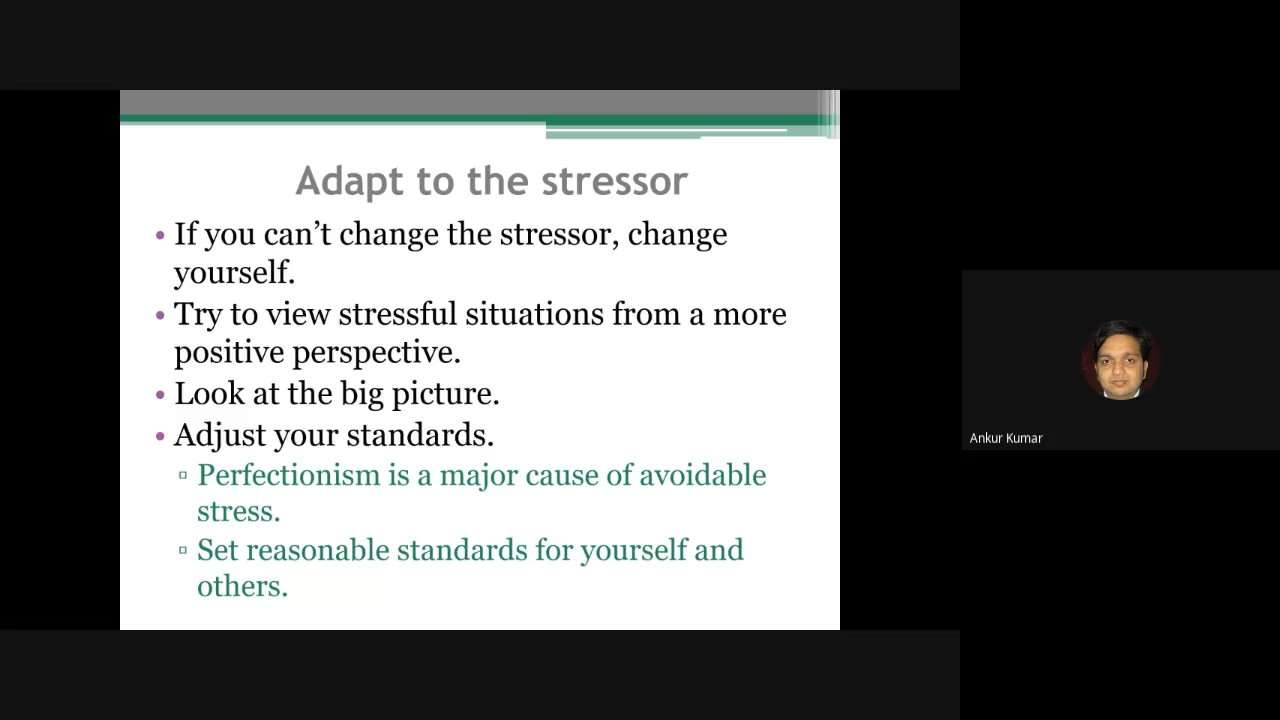 Adapt to the stressor
• If you can’t change the stressor, change
yourself.
• Try to view stressful situations from a more
positive perspective.
• Look at the big picture.
• Adjust your standards.
▫ Perfectionism is a major cause of avoidable
stress.
▫ Set reasonable standards for yourself and
others.
Ankur Kumar